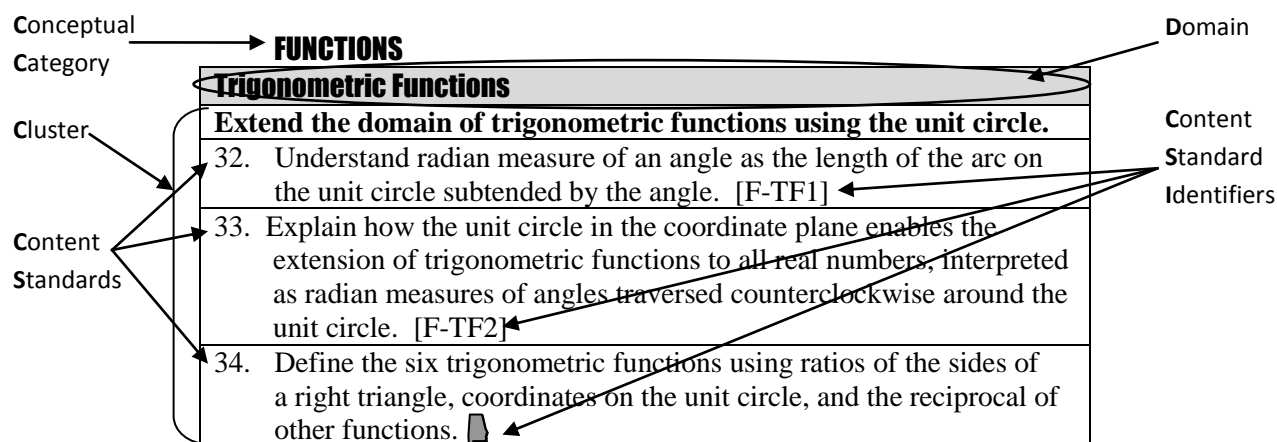 Conceptual
Category
FUNCTIONS
Domain
Trigonometric Functions
Cluster
Extend the domain of trigonometric functions using the unit circle.
Content
Standard
Identifiers
32. Understand radian measure of an angle as the length of the arc on
the unit circle subtended by the angle. [F-TF1]
Content
Standards
33. Explain how the unit circle in the coordinate plane enables the
extension of trigonometric functions to all real numbers, interpreted
as radian measures of angles traversed counterclockwise around the
unit circle. [F-TF2]
34. Define the six trigonometric functions using ratios of the sides of
a right triangle, coordinates on the unit circle, and the reciprocal of
other functions.